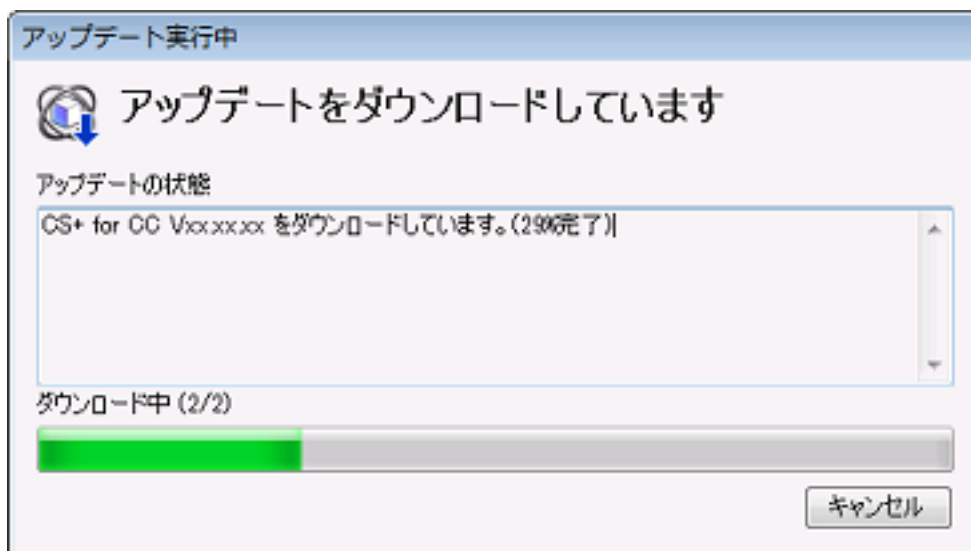 アップデート実行中
アップデートをダウンロードしています
アップデートの状態
CS+ for CC Vxx.xx.xx をダウンロードしています。(29%完了)
ダウンロード中 (2/2)
キャンセル